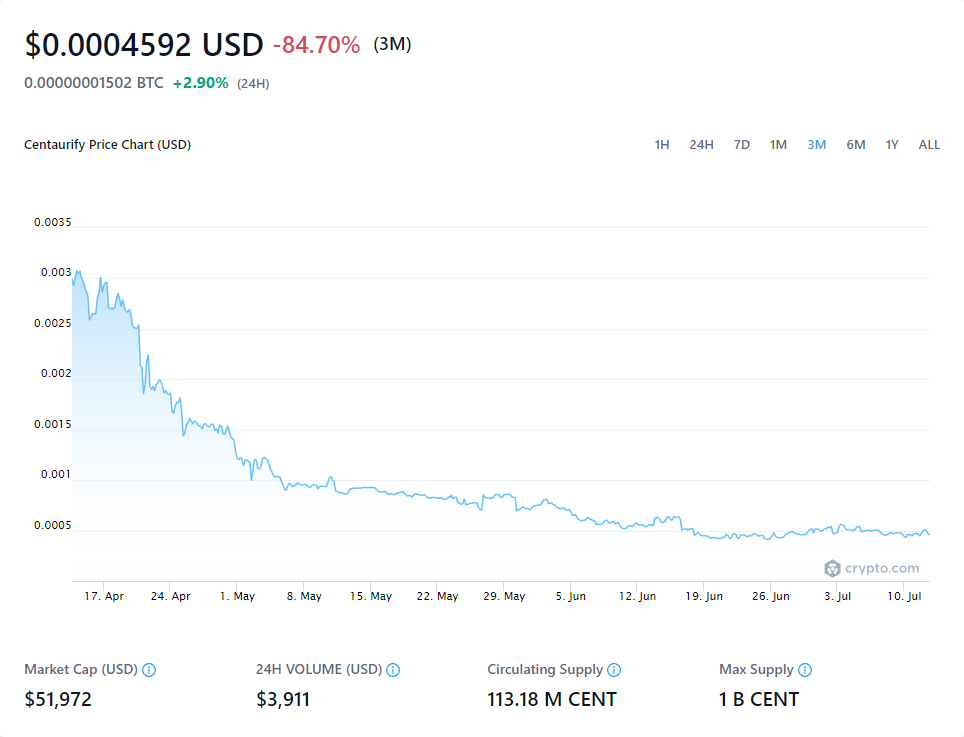 $0.0004592 USD -84.70% (3M)
0.00000001502 BTC +2.90% (24H)
Centaurify Price Chart (USD) 1H 24H 7D 1M 3M 6M 1Y ALL
0.0035
0.003
0.0025
0.002
0.0015
0.001
0.0005
crypto.com
17. Apr 24. Apr 1. May 8. May 15. May 22. May 29. May 5. Jun 12. Jun 19. Jun 26. Jun 3. Jul 10. Jul
Market Cap (USD) 24H VOLUME (USD) Circulating Supply Max Supply
$51,972 $3,911 113.18 M CENT 1 B CENT